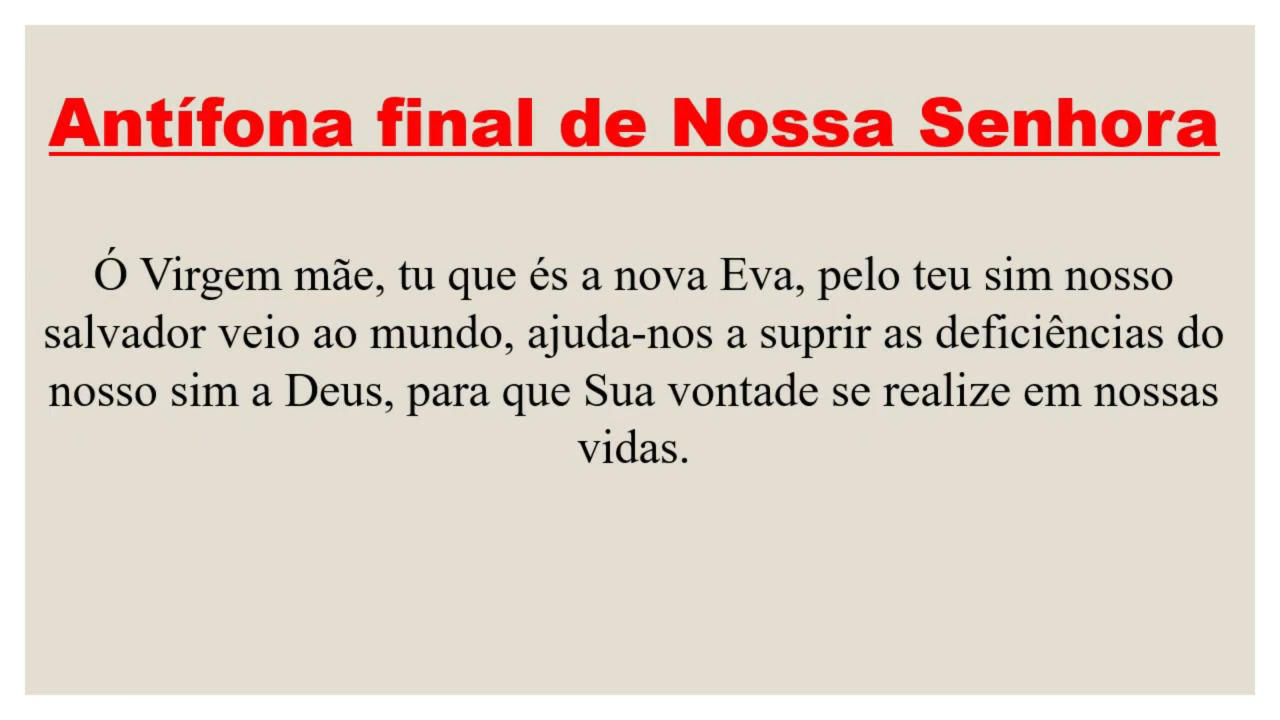 Antífona final de Nossa Senhora
Ó Virgem mãe, tu que és a nova Eva, pelo teu sim nosso
salvador veio ao mundo, ajuda-nos a suprir as deficiências do
nosso sim a Deus, para que Sua vontade se realize em nossas
vidas.